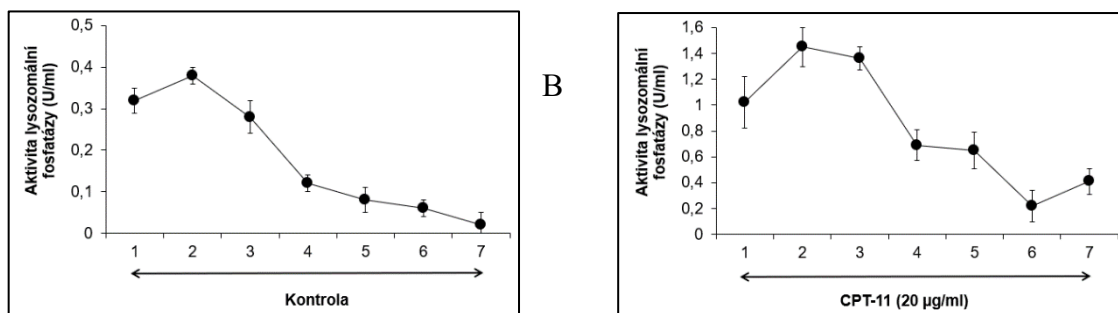 Aktivita lysozomální
fosfatázy (U/ml)
0,5
0,4
0,3
0,2
0,1
0
1 2 3 4 5 6 7
Kontrola
B
Aktivita lysozomální
fosfatázy (U/ml)
1,6
1,4
1,2
1
0,8
0,6
0,4
0,2
0
1 2 3 4 5 6 7
CPT-11 (20 µg/ml)